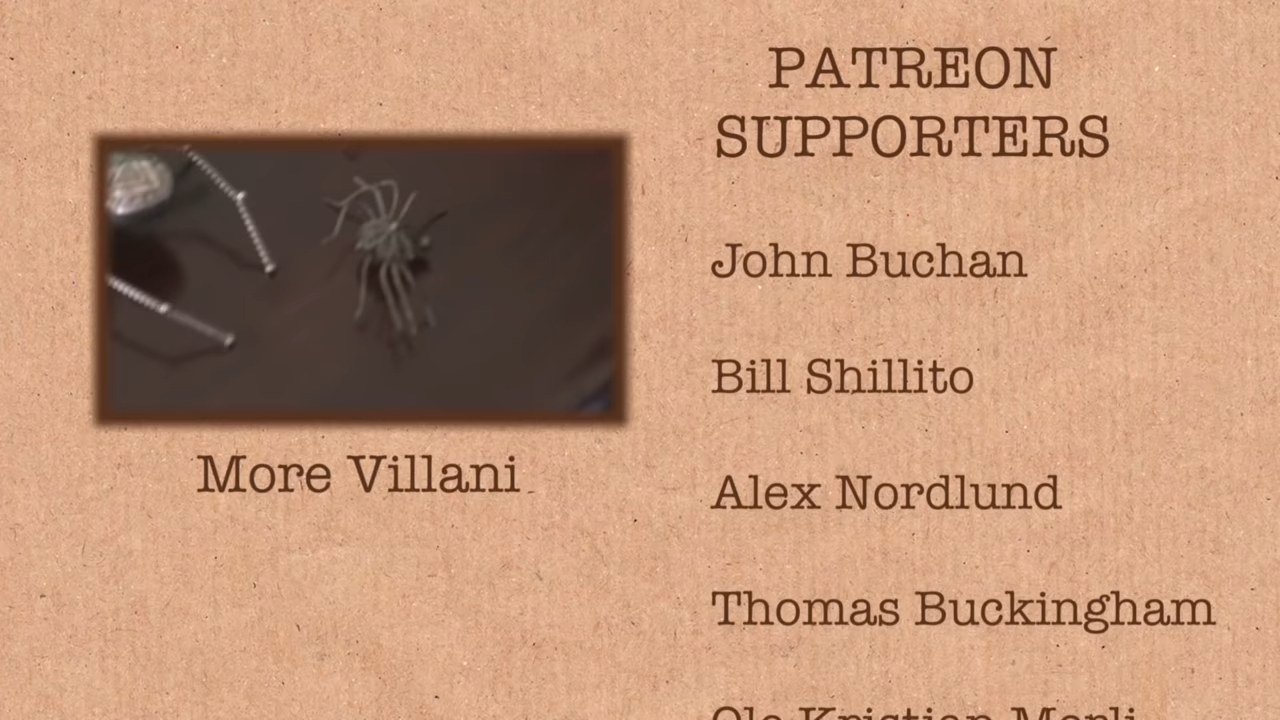 PATREON
SUPPORTERS
John Buchan
Bill Shillito
More Villani
Alex Nordlund
Thomas Buckingham